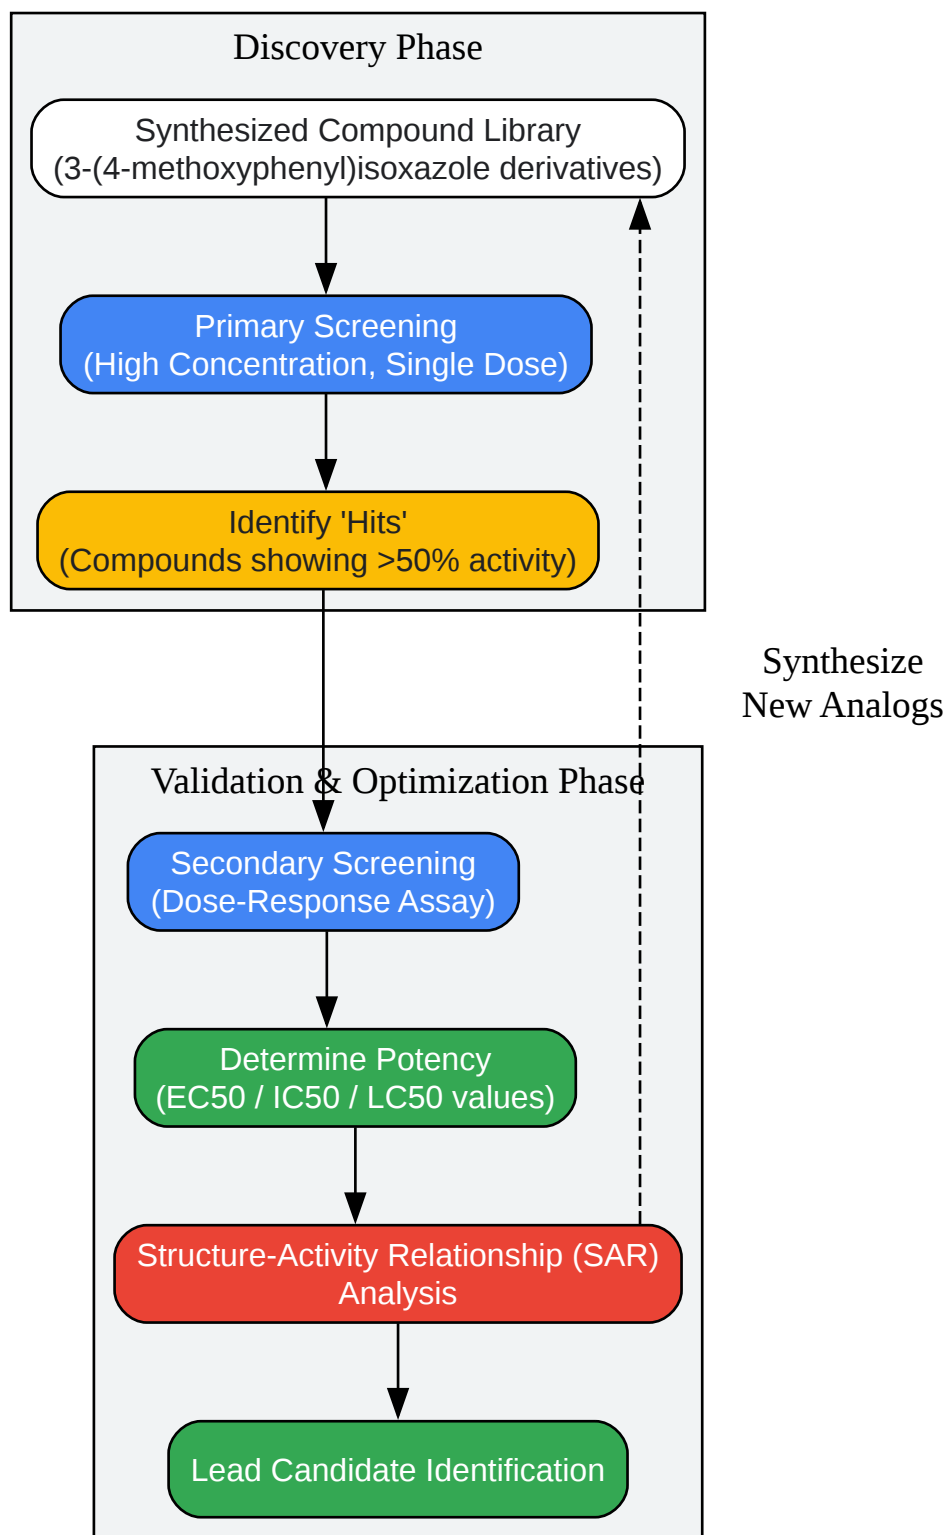 Discovery Phase
Synthesized Compound Library
(3-(4-methoxyphenyl)isoxazole derivatives)
Primary Screening
(High Concentration, Single Dose)
Identify 'Hits'
(Compounds showing >50% activity)
Synthesize
New Analogs
Validation & Optimization Phase
Secondary Screening
(Dose-Response Assay)
Determine Potency
(EC50 / IC50 / LC50 values)
Structure-Activity Relationship (SAR)
Analysis
Lead Candidate Identification